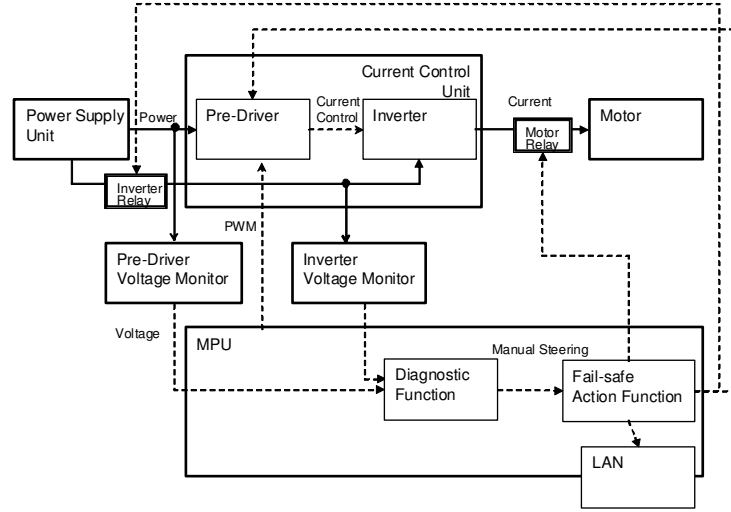 Current Control
Unit
Power Supply
Unit
Power
Pre-Driver
Current
Control
Inverter
Current
Motor
Relay
Motor
Inverter
Relay
PWM
Pre-Driver
Voltage Monitor
Inverter
Voltage Monitor
Voltage
MPU
Manual Steering
Diagnostic
Function
Fail-safe
Action Function
LAN